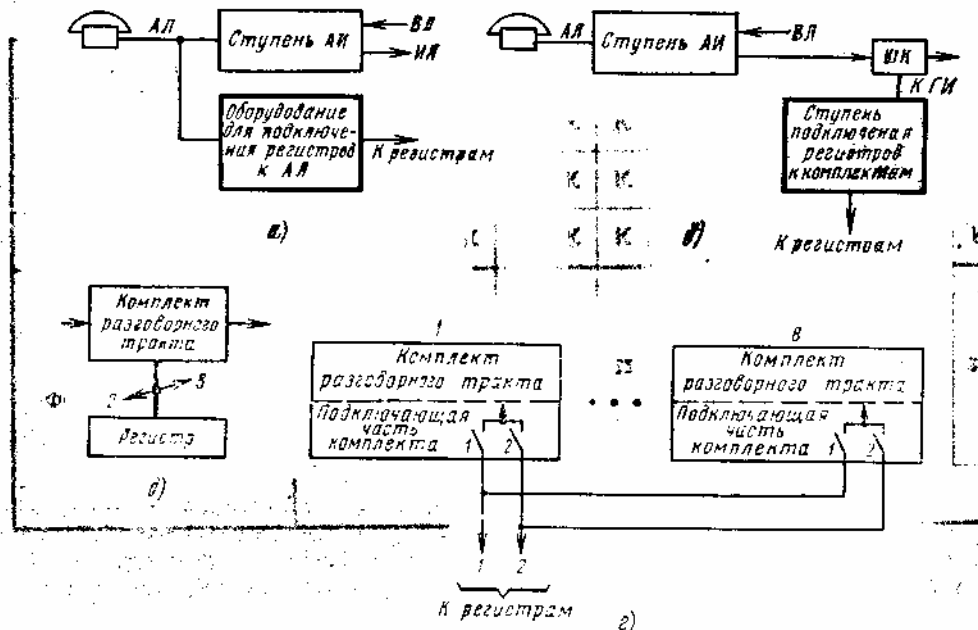 АЛ
Ступень АИ
ВЛ
ИЛ
Оборудование
для подключе-
ния регистров
к АЛ
К регистрам
а)
АЛ
Ступень АИ
ВЛ
ШК
К ГИ
Ступень
подключения
регистров
к комплектам
К регистрам
К К
К К
Комплект
разговорного
тракта
Регистр
1
Комплект
разговорного тракта
Подключающая
часть
комплекта
1 2
В
Комплект
разговорного тракта
Подключающая
часть
комплекта
1 2
1 2
К регистрам
г)